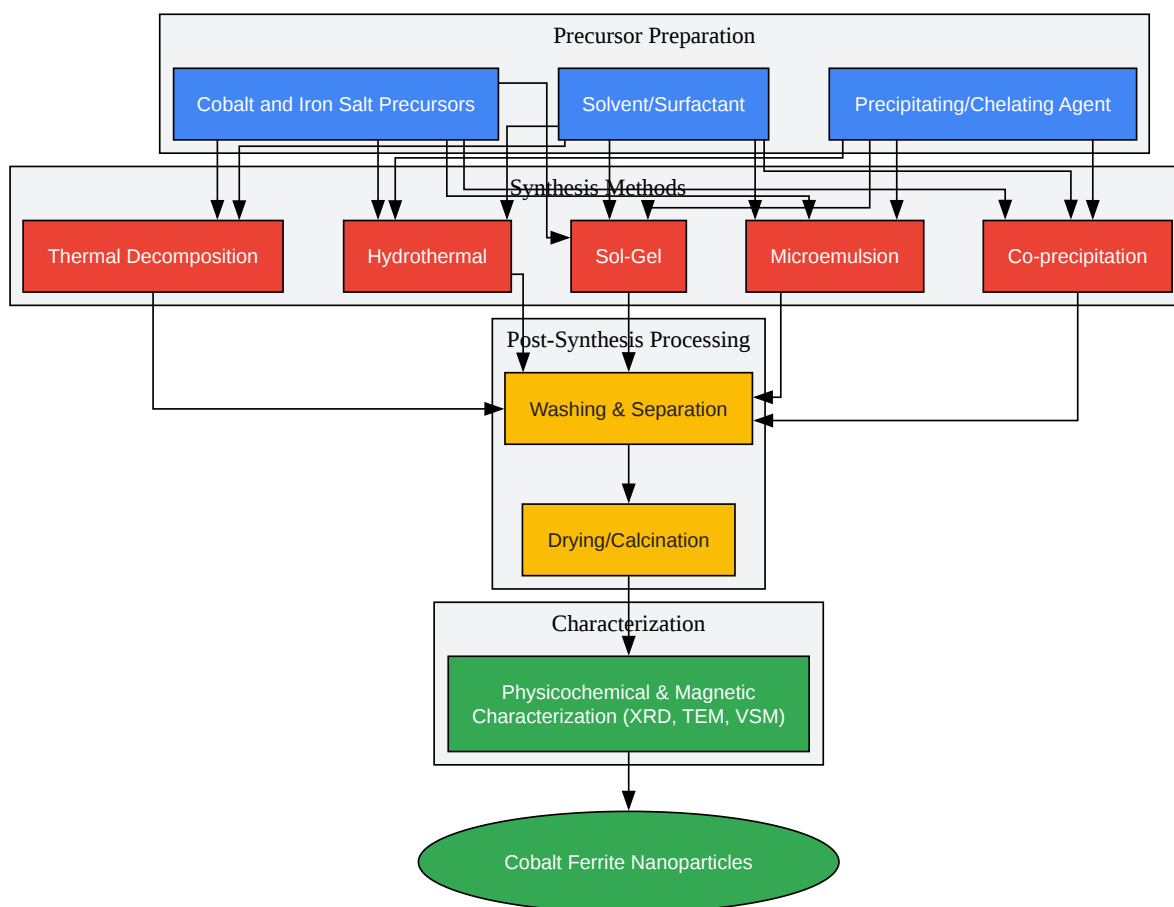 Precursor Preparation
Cobalt and Iron Salt Precursors
Solvent/Surfactant
Precipitating/Chelating Agent
Synthesis Methods
Thermal Decomposition
Hydrothermal
Sol-Gel
Microemulsion
Co-precipitation
Post-Synthesis Processing
Washing & Separation
Drying/Calcination
Characterization
Physicochemical & Magnetic
Characterization (XRD, TEM, VSM)
Cobalt Ferrite Nanoparticles